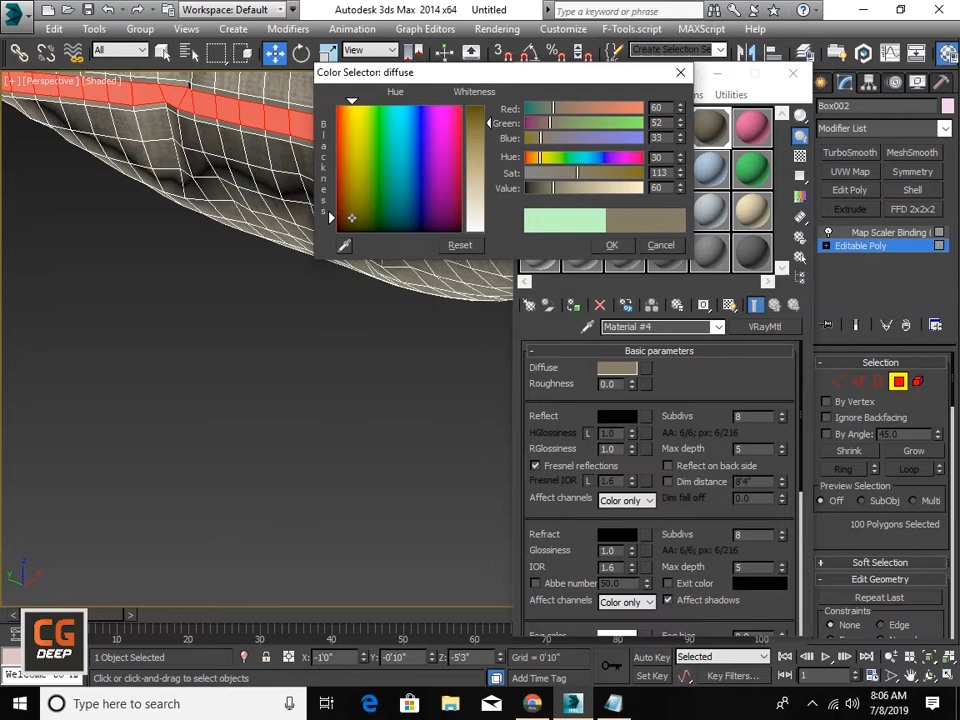 Workspace: Default
Autodesk 3ds Max 2014 x64 Untitled
Type a keyword or phrase
Edit Tools Group Views Create Modifiers Animation Graph Editors Rendering Customize F-Tools.script MaxScript Help
All
View
Create Selection Se
[+][Perspective][Shaded]
Color Selector: diffuse
Hue Whiteness
Blackness
Red: 60
Green: 52
Blue: 33
Hue: 30
Sat: 113
Value: 60
Reset OK Cancel
Utilities
Box002
Modifier List
TurboSmooth MeshSmooth
UVW Map Symmetry
Edit Poly Shell
Extrude FFD 2x2x2
Map Scaler Binding (
Editable Poly
Material #4 VRayMtl
- Basic parameters
Diffuse
Roughness 0.0
Reflect Subdivs 8
HGlossiness L 1.0 AA: 6/6; px: 6/216
RGlossiness 1.0 Max depth 5
Fresnel reflections Reflect on back side
Fresnel IOR L 1.6 Dim distance 8'4"
Affect channels Color only Dim fall off 0.0
Refract Subdivs 8
Glossiness 1.0 AA: 6/6; px: 6/216
IOR 1.6 Max depth 5
Abbe number 50.0 Exit color
Affect channels Color only Affect shadows
Selection
By Vertex
Ignore Backfacing
By Angle: 45.0
Shrink Grow
Ring Loop
Preview Selection
Off SubObj Multi
100 Polygons Selected
+ Soft Selection
- Edit Geometry
Repeat Last
Constraints
None Edge
z
y x
CG
DEEP
10 20 30 40 50 60 70 80 90 100
1 Object Selected
X: -1'0" Y: -0'10" Z: -5'3" Grid = 0'10"
Auto Key Selected
Click or click-and-drag to select objects
Add Time Tag
Set Key Key Filters... 1
Type here to search
8:06 AM
7/8/2019